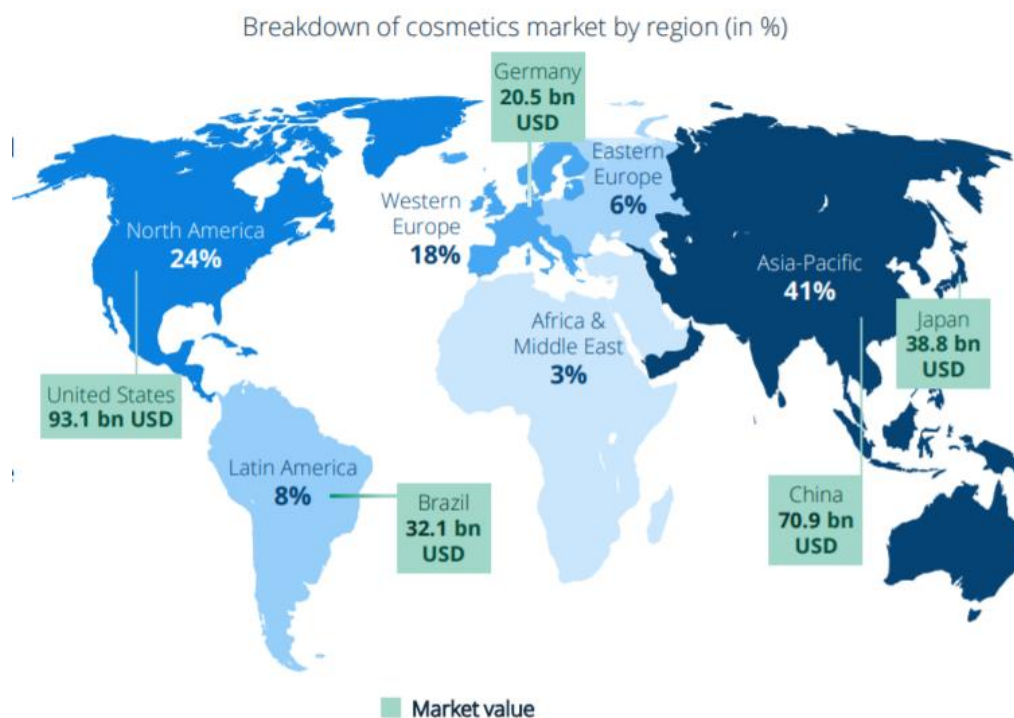 Breakdown of cosmetics market by region (in %)
Germany
20.5 bn
USD
Eastern
Europe
6%
Western
Europe
18%
North America
24%
Asia-Pacific
41%
Africa &
Middle East
3%
Japan
38.8 bn
USD
United States
93.1 bn USD
Latin America
8%
Brazil
32.1 bn
USD
China
70.9 bn
USD
Market value